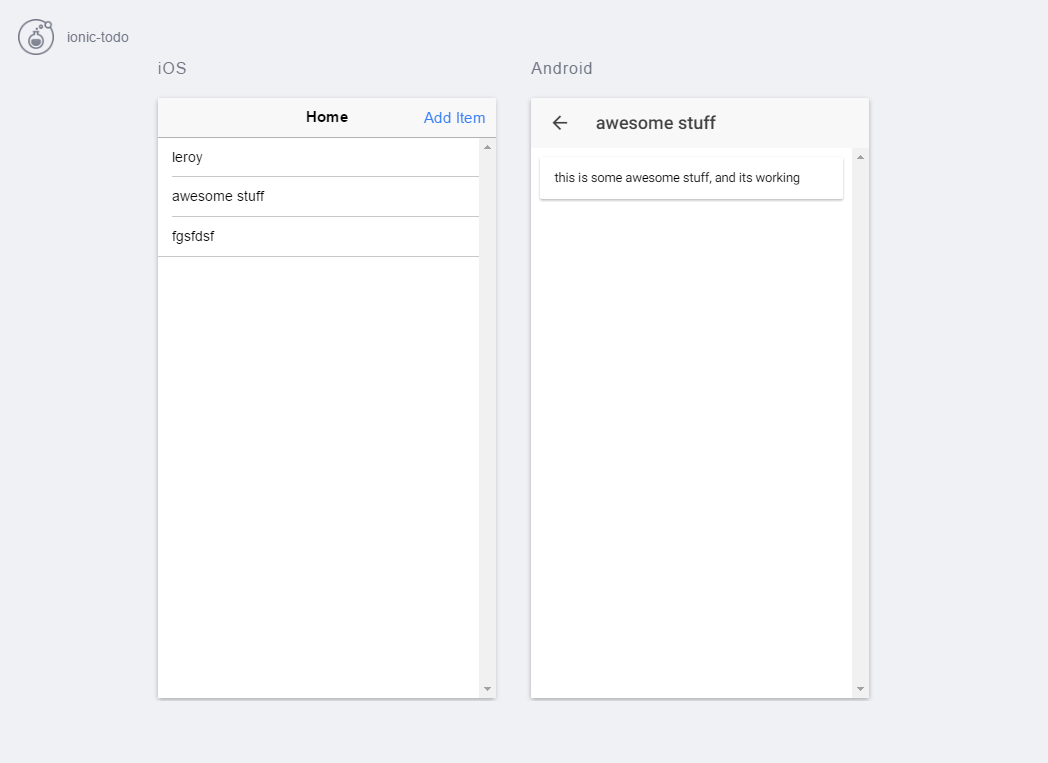 ionic-todo
iOS
Home
Add Item
leroy
awesome stuff
fgsfdsf
Android
awesome stuff
this is some awesome stuff, and its working